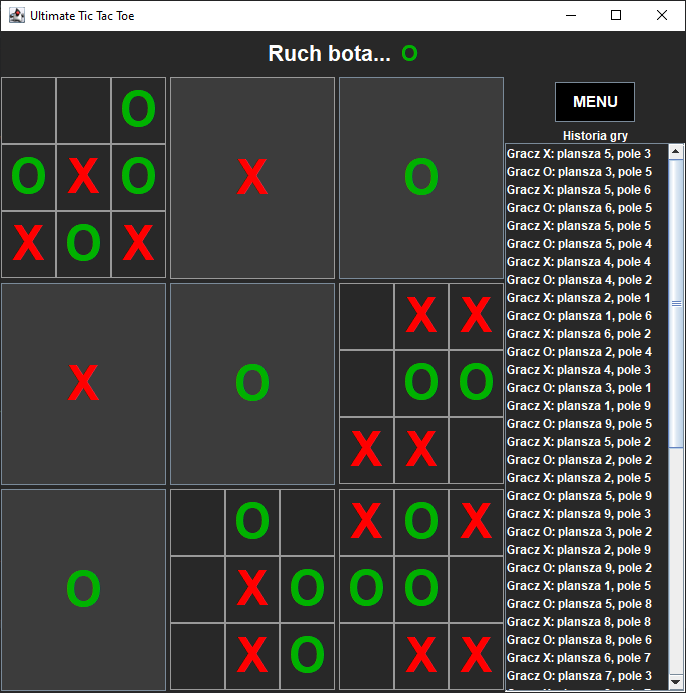 Ultimate Tic Tac Toe
Ruch bota... O
MENU
Historia gry
O
O X O
X O X
X
O
X
O
X X
O O
X X
O
O
X O
X O
X O X
O O
X X
Gracz X: plansza 5, pole 3
Gracz O: plansza 3, pole 5
Gracz X: plansza 5, pole 6
Gracz O: plansza 6, pole 5
Gracz X: plansza 5, pole 5
Gracz O: plansza 5, pole 4
Gracz X: plansza 4, pole 4
Gracz O: plansza 4, pole 2
Gracz X: plansza 2, pole 1
Gracz O: plansza 1, pole 6
Gracz X: plansza 6, pole 2
Gracz O: plansza 2, pole 4
Gracz X: plansza 4, pole 3
Gracz O: plansza 3, pole 1
Gracz X: plansza 1, pole 9
Gracz O: plansza 9, pole 5
Gracz X: plansza 5, pole 2
Gracz O: plansza 2, pole 2
Gracz X: plansza 2, pole 5
Gracz O: plansza 5, pole 9
Gracz X: plansza 9, pole 3
Gracz O: plansza 3, pole 2
Gracz X: plansza 2, pole 9
Gracz O: plansza 9, pole 2
Gracz X: plansza 1, pole 5
Gracz O: plansza 5, pole 8
Gracz X: plansza 8, pole 8
Gracz O: plansza 8, pole 6
Gracz X: plansza 6, pole 7
Gracz O: plansza 7, pole 3